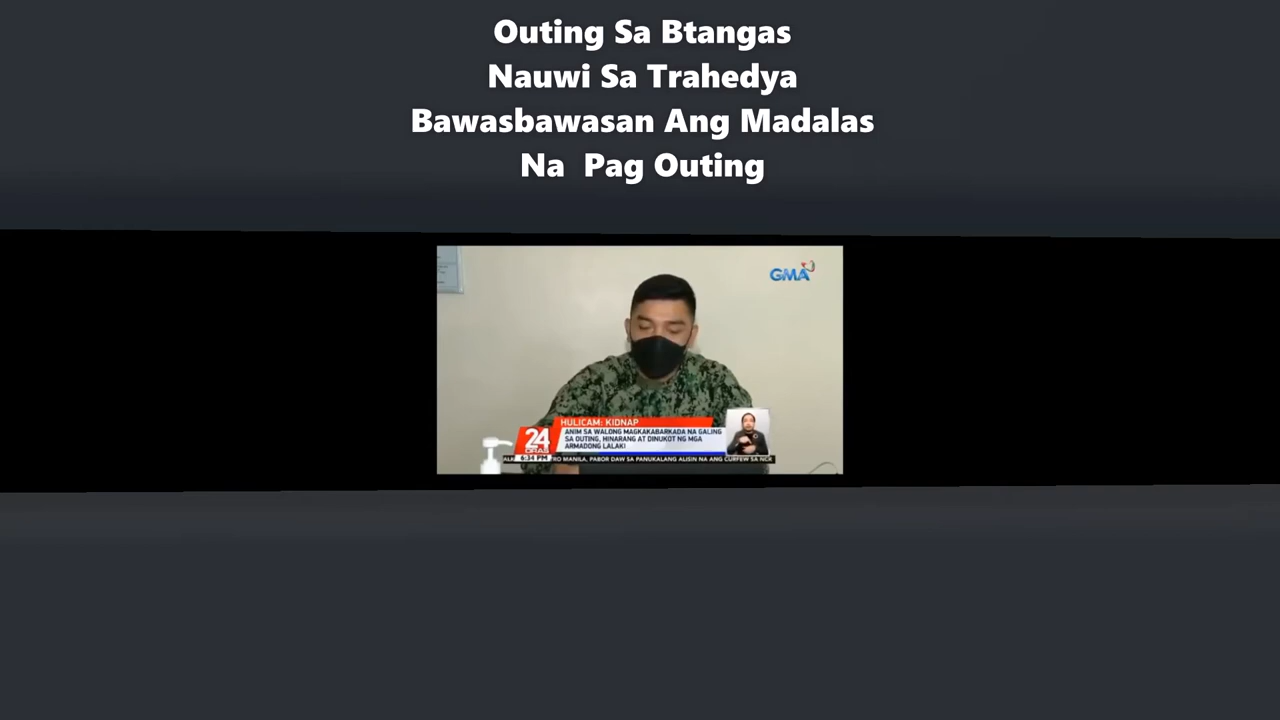 Outing Sa Btangas
Nauwi Sa Trahedya
Bawasbawasan Ang Madalas
Na Pag Outing
GMA
HULICAM: KIDNAP
ANIM SA WALONG MAGKAKABARKADA NA GALING
SA OUTING, HINARANG AT DINUKOT NG MGA
ARMADONG LALAKI
24
ORAS
6:34 PM
MANILA, PABOR DAW SA PANUKALANG ALISIN NA ANG CURFEW SA NCR